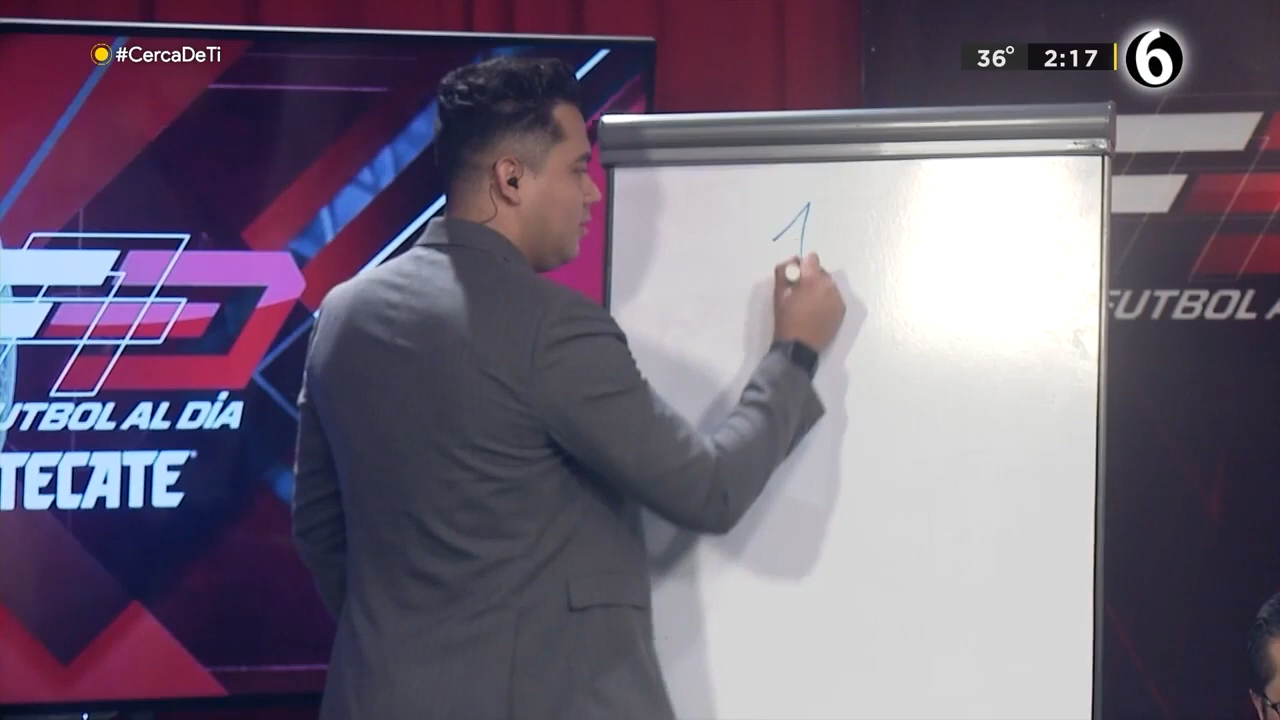 #CercaDeTi
36° 2:17 6
1
FUTBOL AL DÍA
TECATE
FUTBOL A